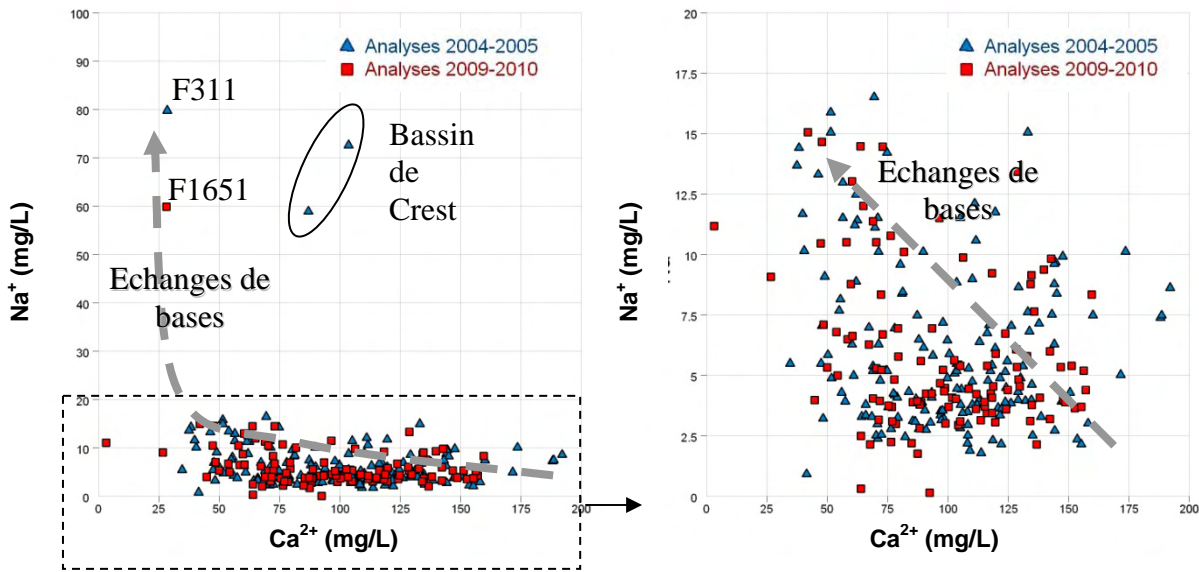 100
90
80
70
60
50
40
30
20
10
0
Na+ (mg/L)
Analyses 2004-2005
Analyses 2009-2010
F311
F1651
Bassin
de
Crest
Echanges de
bases
0 25 50 75 100 125 150 175 200
Ca2+ (mg/L)
20
17.5
15
12.5
10
7.5
5
2.5
0
Na+ (mg/L)
Analyses 2004-2005
Analyses 2009-2010
Echanges de
bases
0 25 50 75 100 125 150 175 200
Ca2+ (mg/L)